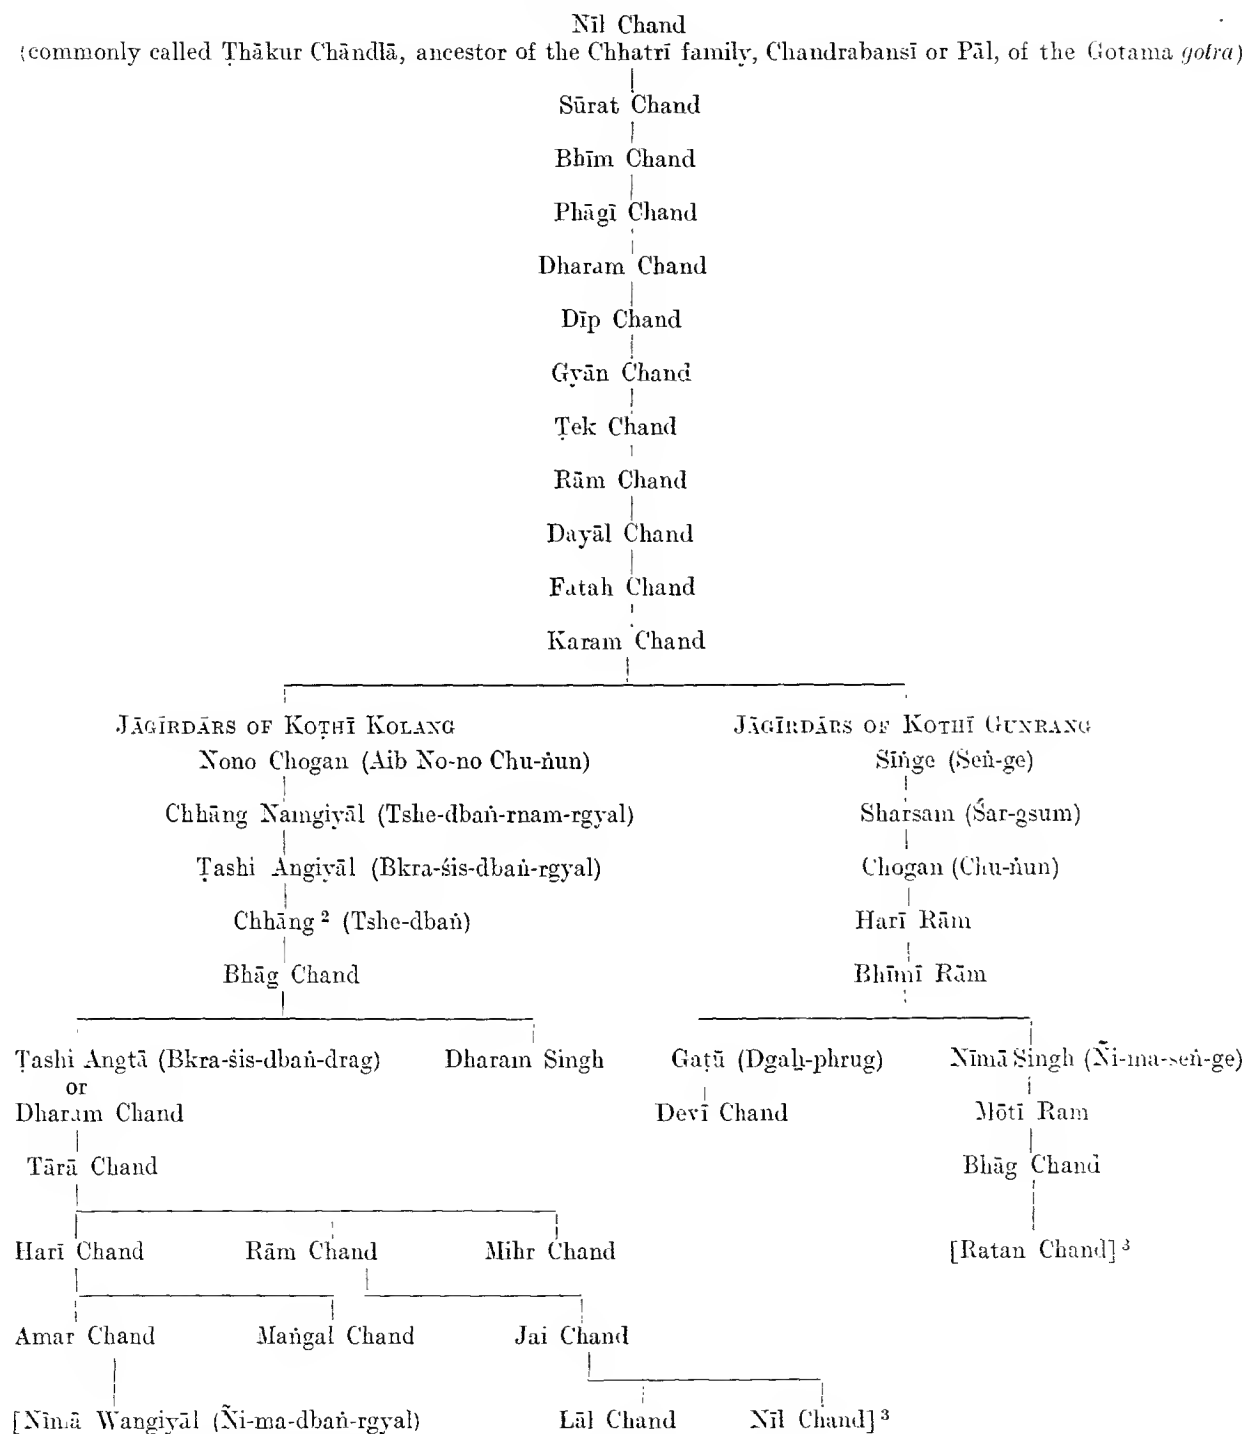 Nīl Chand
(commonly called Ṭhākur Chāndlā, ancestor of the Chhatrī family, Chandrabansī or Pāl, of the Gotama gotra)
Sūrat Chand
Bhīm Chand
Phāgī Chand
Dharam Chand
Dīp Chand
Gyān Chand
Ṭek Chand
Rām Chand
Dayāl Chand
Fatah Chand
Karam Chand
JĀGĪRDĀRS OF KOṬHĪ KOLANG JĀGĪRDĀRS OF KOTHĪ GUNRANG
Nono Chogan (Aib No-no Chu-ṅun) Sīṅge (Seṅ-ge)
Chhāng Namgiyāl (Tshe-dbaṅ-rnam-rgyal) Sharsam (Śar-gsum)
Ṭashi Angiyāl (Bkra-śis-dbaṅ-rgyal) Chogan (Chu-ṅun)
Chhāng ² (Tshe-dbaṅ) Harī Rām
Bhāg Chand Bhīmī Rām
Ṭashi Angtā (Bkra-śis-dbaṅ-drag) Dharam Singh Gaṭū (Dgaḥ-phrug) Nīmā Singh (Ñi-ma-seṅ-ge)
or
Dharam Chand Devī Chand Mōtī Ram
Tārā Chand Bhāg Chand
Harī Chand Rām Chand Mihr Chand [Ratan Chand] ³
Amar Chand Maṅgal Chand Jai Chand
[Nīmā Wangiyāl (Ñi-ma-dbaṅ-rgyal) Lāl Chand Nīl Chand] ³